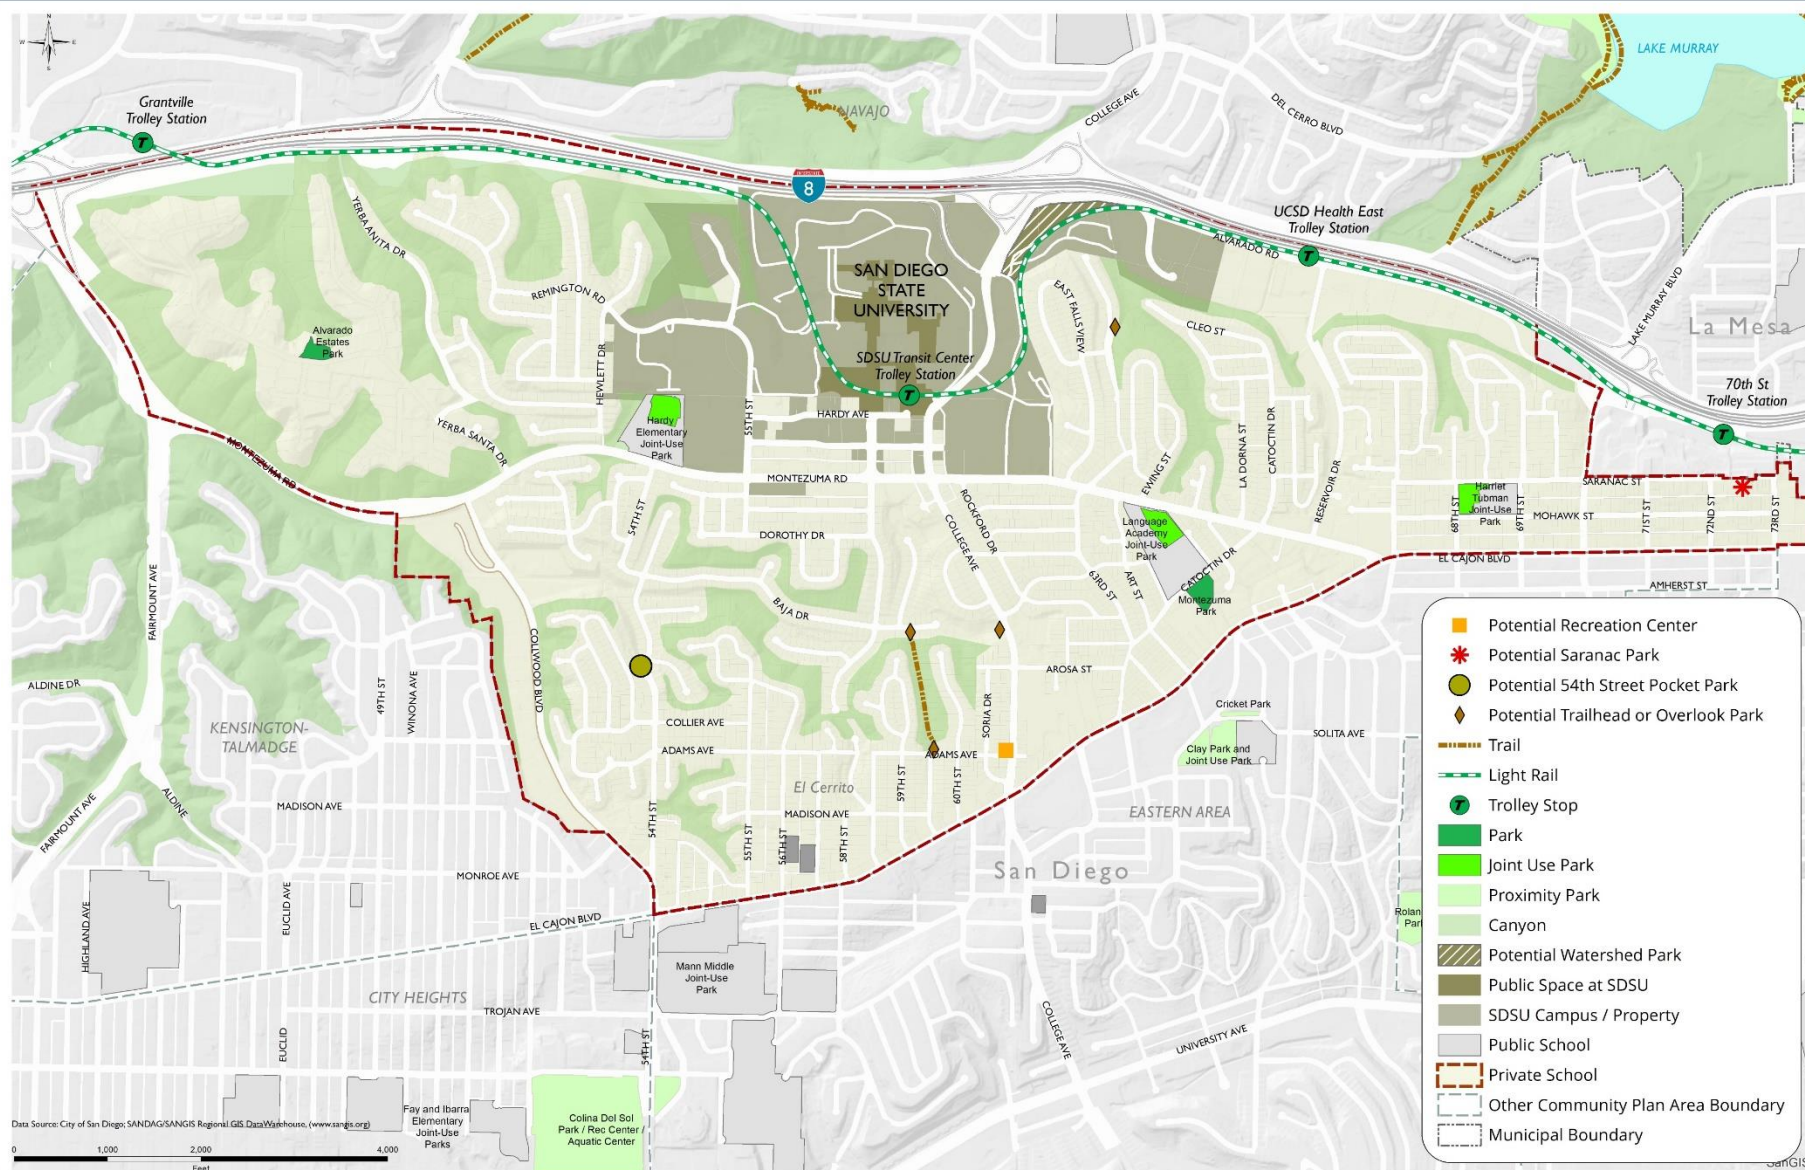 N
W
E
S
Grantville
Trolley Station
NAVAJO
COLLEGE AVE
DEL CERRO BLVD
LAKE MURRAY
INTERSTATE
8
YERBA ANITA DR
REMINGTON RD
SAN DIEGO
STATE
UNIVERSITY
UCSD Health East
Trolley Station
ALVARADO RD
EAST FALLS VIEW
CLEO ST
LAKE MURRAY BLVD
La Mesa
Alvarado
Estates
Park
HEWLETT DR
SDSU Transit Center
Trolley Station
70th St
Trolley Station
Hardy
Elementary
Joint-Use
Park
55TH ST
HARDY AVE
YERBA SANTA DR
MONTEZUMA RD
MONTEZUMA RD
LA DORNA ST
CATOCTIN DR
EWING ST
RESERVOIR DR
SARANAC ST
Harriet
Tubman
Joint-Use
Park
68TH ST
69TH ST
MOHAWK ST
71ST ST
72ND ST
73RD ST
54TH ST
DOROTHY DR
ROCKFORD DR
COLLEGE AVE
Language
Academy
Joint-Use
Park
CATOCTIN DR
63RD ST
ART ST
Montezuma
Park
EL CAJON BLVD
AMHERST ST
FAIRMOUNT AVE
BAJA DR
COLLWOOD BLVD
AROSA ST
ALDINE DR
49TH ST
WINONA AVE
KENSINGTON-
TALMADGE
COLLIER AVE
ADAMS AVE
SORIA DR
ADAMS AVE
Cricket Park
Clay Park and
Joint Use Park
SOLITA AVE
El Cerrito
59TH ST
60TH ST
MADISON AVE
ALDINE
FAIRMOUNT AVE
MADISON AVE
54TH ST
55TH ST
56TH ST
58TH ST
EASTERN AREA
San Diego
MONROE AVE
HIGHLAND AVE
EUCLID AVE
EL CAJON BLVD
Mann Middle
Joint-Use
Park
CITY HEIGHTS
TROJAN AVE
EUCLID
54TH ST
COLLEGE AVE
UNIVERSITY AVE
Fay and Ibarra
Elementary
Joint-Use
Parks
Colina Del Sol
Park / Rec Center /
Aquatic Center
Potential Recreation Center
Potential Saranac Park
Potential 54th Street Pocket Park
Potential Trailhead or Overlook Park
Trail
Light Rail
T Trolley Stop
Park
Joint Use Park
Proximity Park
Canyon
Potential Watershed Park
Public Space at SDSU
SDSU Campus / Property
Public School
Private School
Other Community Plan Area Boundary
Municipal Boundary
Data Source: City of San Diego; SANDAG/SANGIS Regional GIS Data Warehouse, (www.sangis.org)
0 1,000 2,000 4,000
Feet
SanGIS